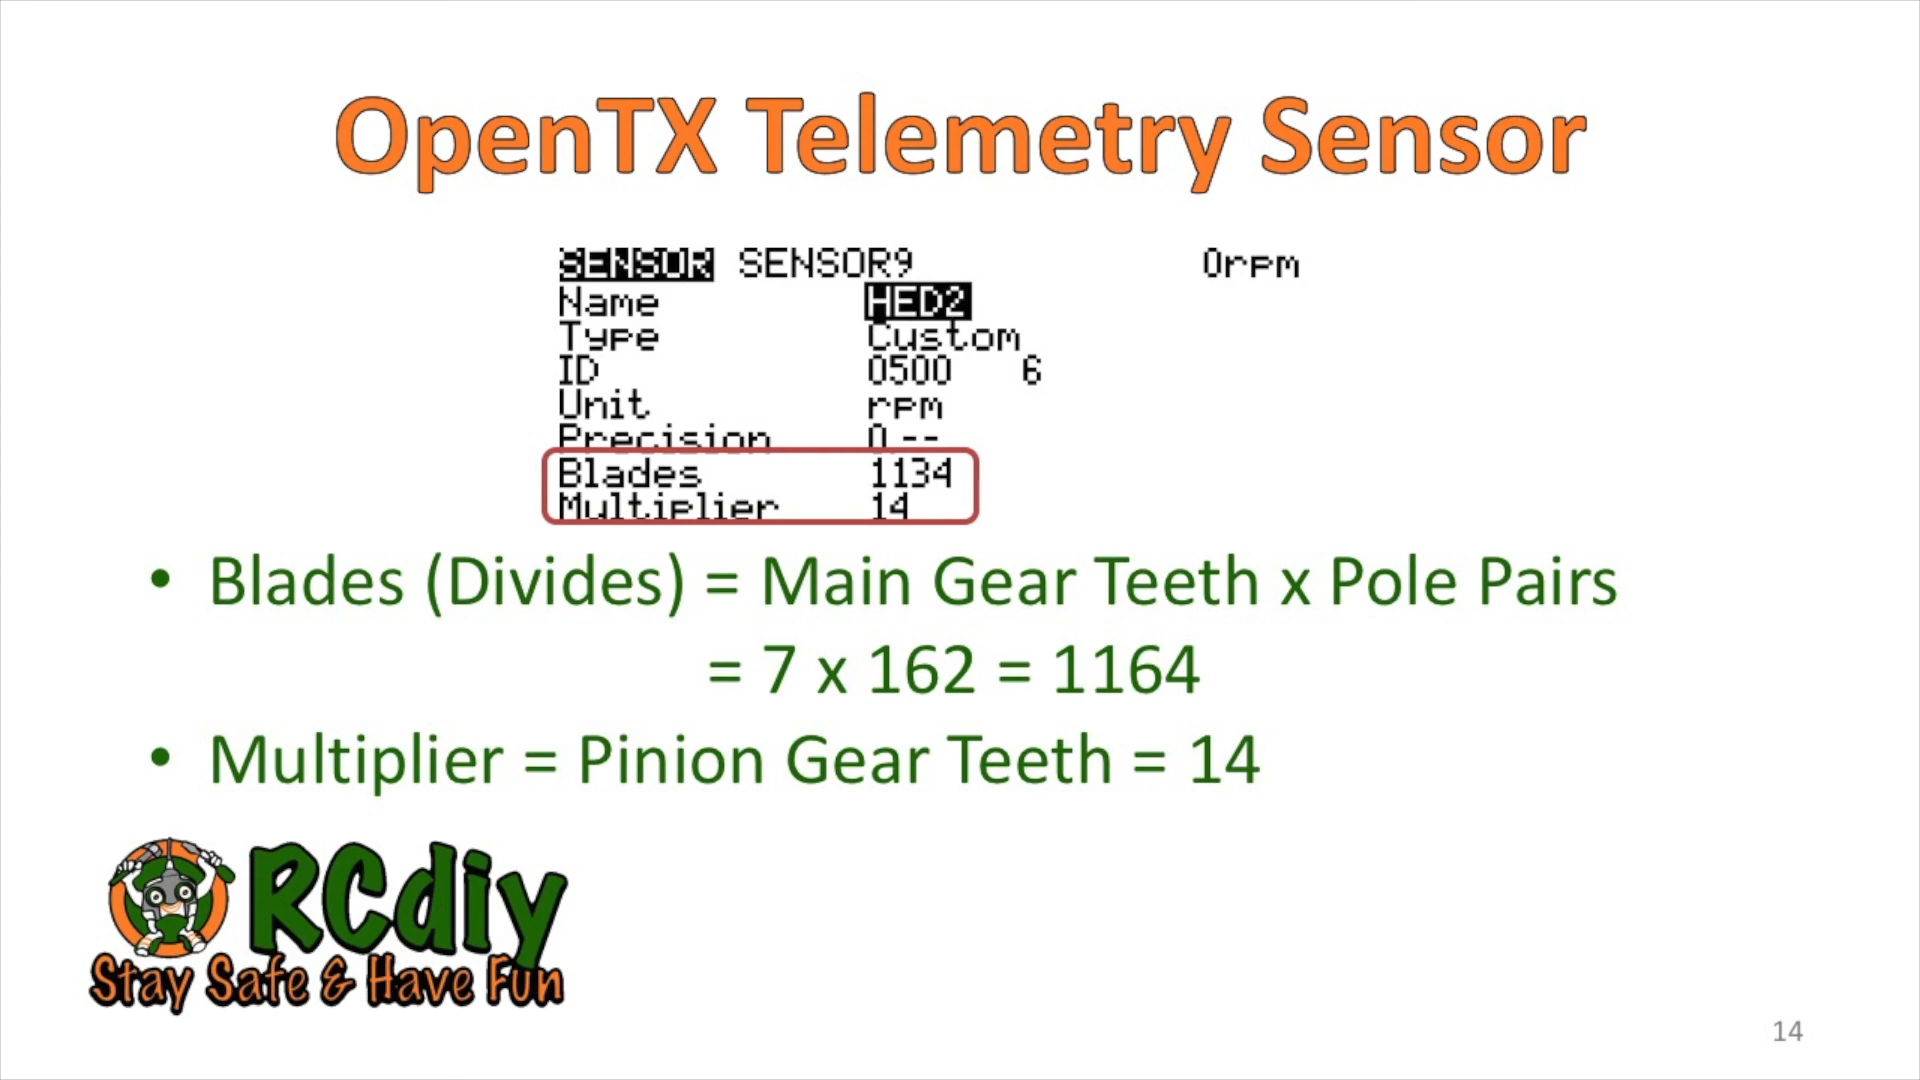 OpenTX Telemetry Sensor
SENSOR SENSOR9 0rpm
Name HED2
Type Custom
ID 0500 6
Unit rpm
Precision 0.--
Blades 1134
Multiplier 14
• Blades (Divides) = Main Gear Teeth x Pole Pairs
= 7 x 162 = 1164
• Multiplier = Pinion Gear Teeth = 14
RCdiy
Stay Safe & Have Fun
14